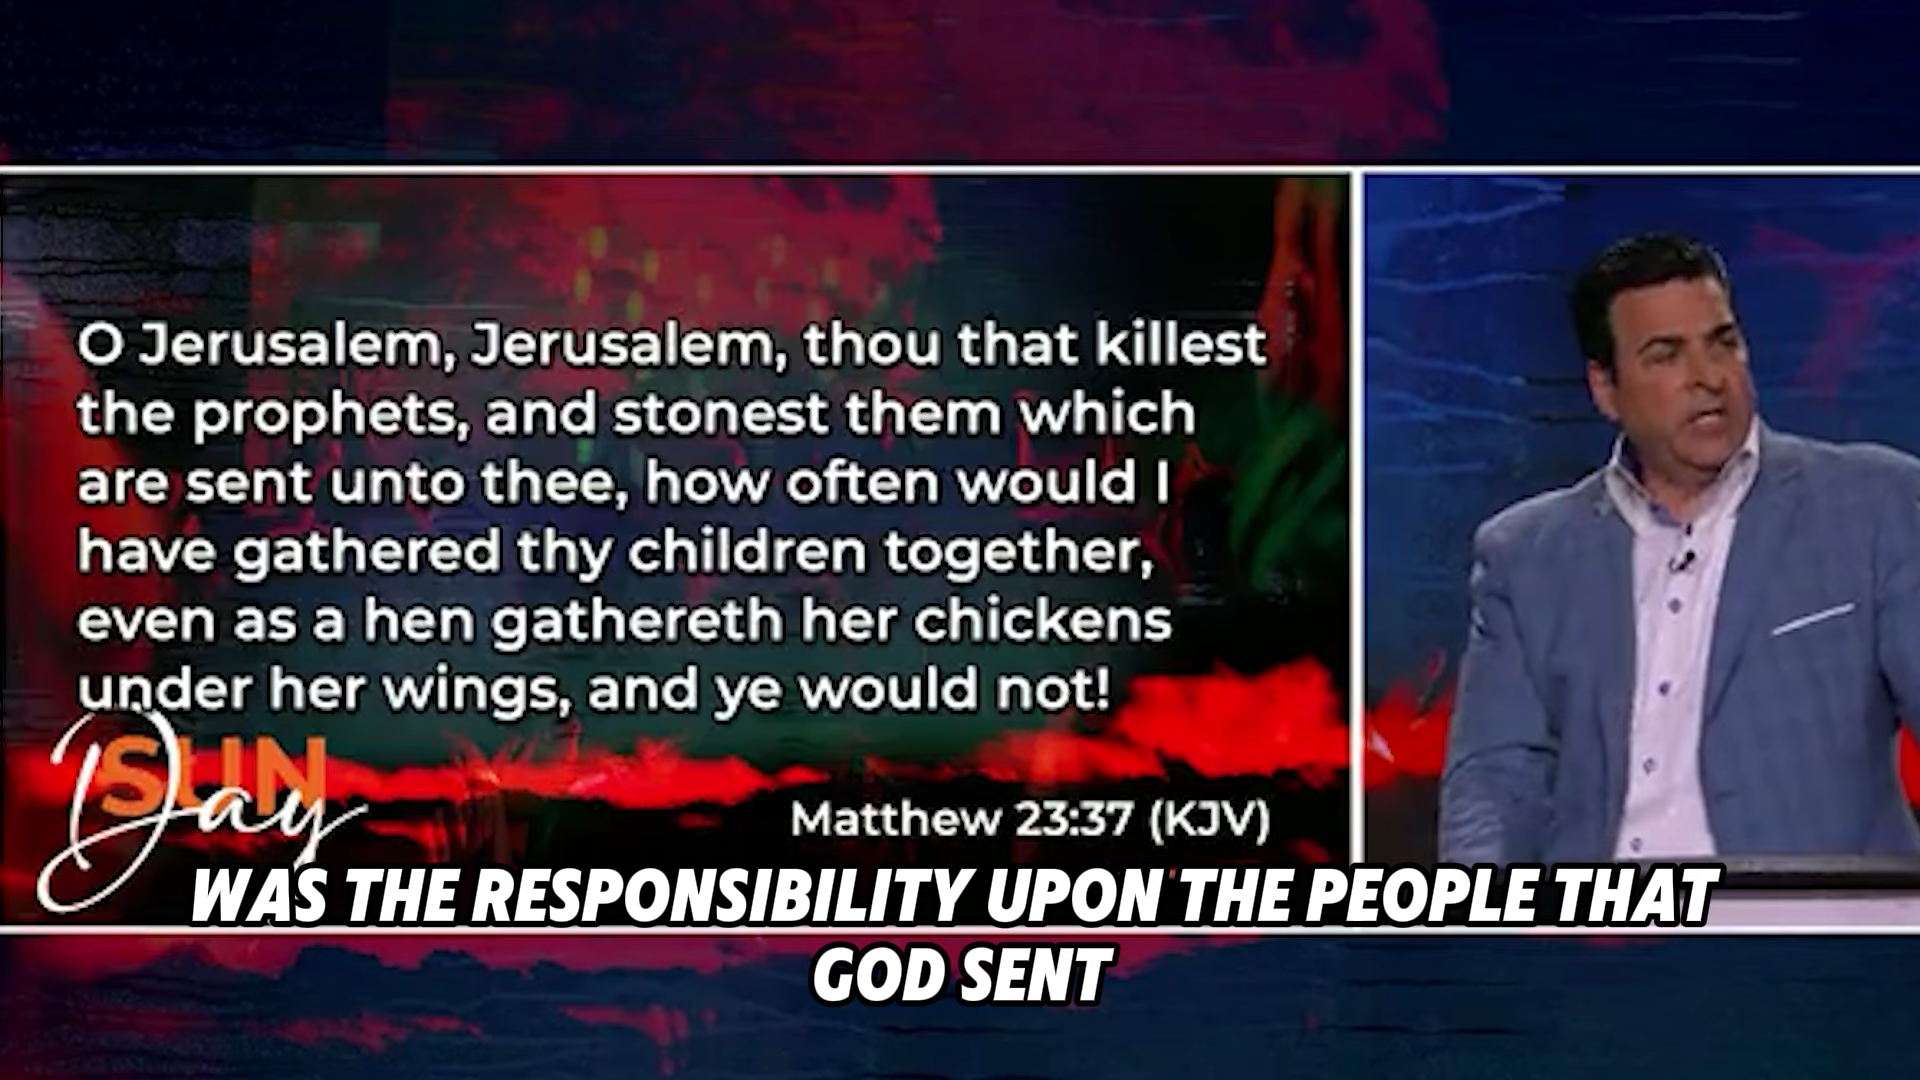 O Jerusalem, Jerusalem, thou that killest
the prophets, and stonest them which
are sent unto thee, how often would I
have gathered thy children together,
even as a hen gathereth her chickens
under her wings, and ye would not!
SUN
Day
Matthew 23:37 (KJV)
WAS THE RESPONSIBILITY UPON THE PEOPLE THAT
GOD SENT